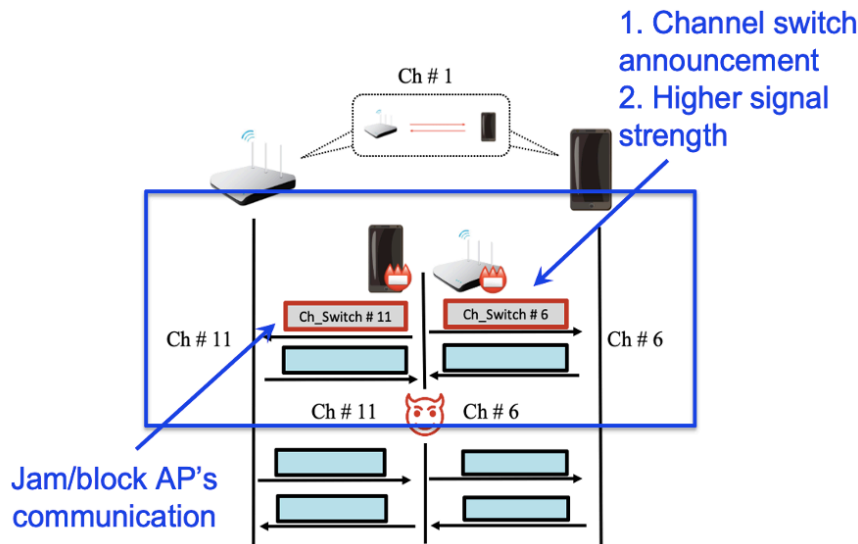 1. Channel switch
announcement
2. Higher signal
strength
Ch # 1
Ch_Switch # 11
Ch_Switch # 6
Ch # 11
Ch # 6
Ch # 11
Ch # 6
Jam/block AP's
communication